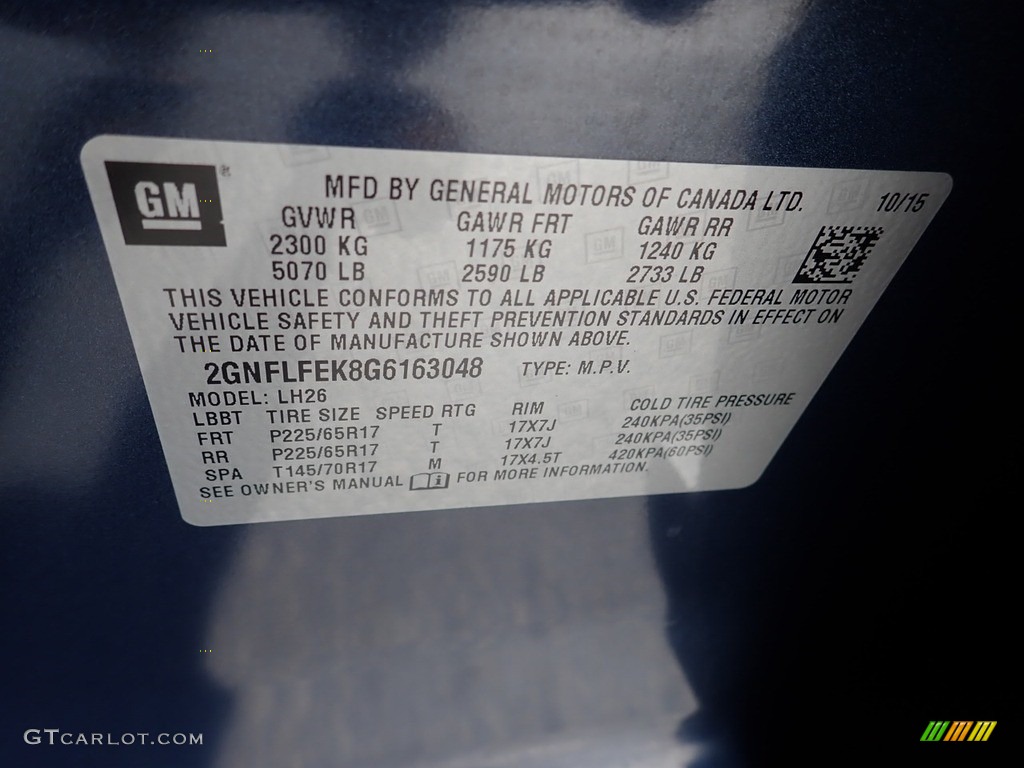 GM ®
MFD BY GENERAL MOTORS OF CANADA LTD. 10/15
GVWR GAWR FRT GAWR RR
2300 KG 1175 KG 1240 KG
5070 LB 2590 LB 2733 LB
THIS VEHICLE CONFORMS TO ALL APPLICABLE U.S. FEDERAL MOTOR
VEHICLE SAFETY AND THEFT PREVENTION STANDARDS IN EFFECT ON
THE DATE OF MANUFACTURE SHOWN ABOVE.
2GNFLFEK8G6163048 TYPE: M.P.V.
MODEL: LH26
LBBT TIRE SIZE SPEED RTG RIM COLD TIRE PRESSURE
FRT P225/65R17 T 17X7J 240KPA(35PSI)
RR P225/65R17 T 17X7J 240KPA(35PSI)
SPA T145/70R17 M 17X4.5T 420KPA(60PSI)
SEE OWNER'S MANUAL i FOR MORE INFORMATION.
GTCARLOT.COM